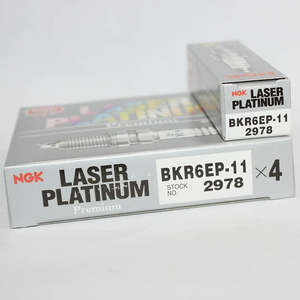 NGK
LASER
PLATINUM
BKR6EP-11
2978
NGK
LASER
PLATINUM
Premium
BKR6EP-11
STOCK
NO.
2978
×4